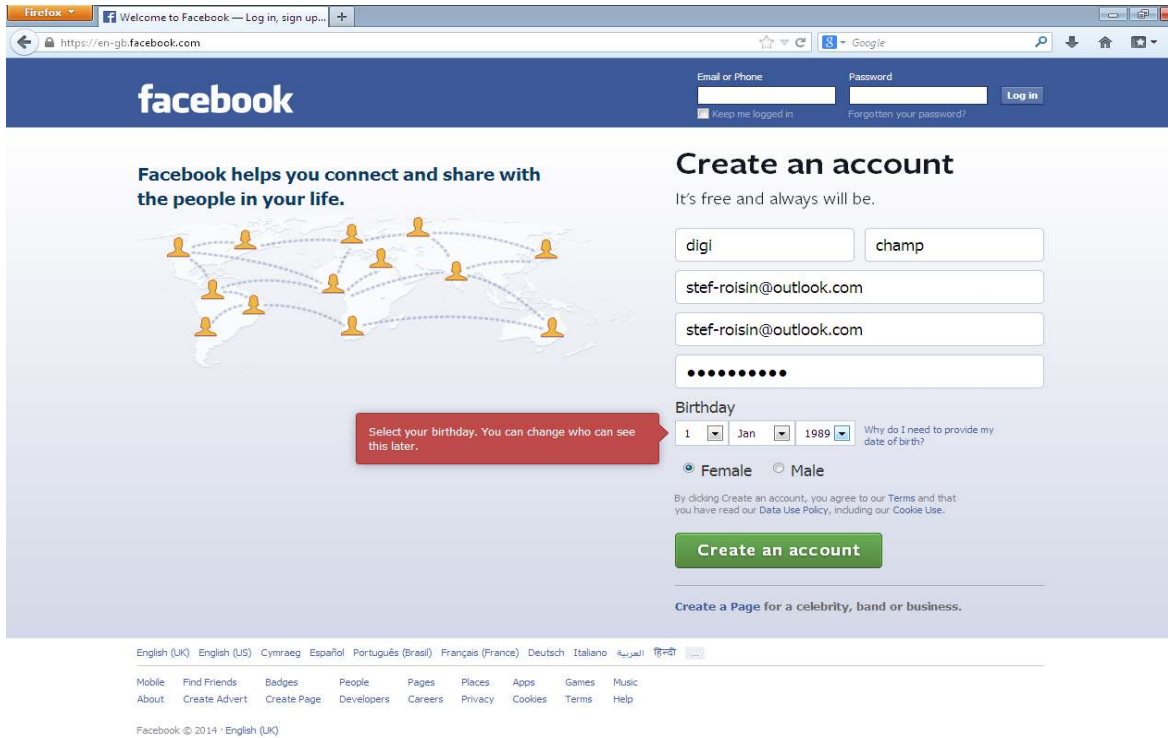 Firefox
Welcome to Facebook — Log in, sign up...
https://en-gb.facebook.com
Google
facebook
Email or Phone
Password
Log in
Keep me logged in
Forgotten your password?
Facebook helps you connect and share with
the people in your life.
Create an account
It's free and always will be.
digi champ
stef-roisin@outlook.com
stef-roisin@outlook.com
••••••••••
Birthday
1 Jan 1989
Why do I need to provide my
date of birth?
Select your birthday. You can change who can see
this later.
Female Male
By clicking Create an account, you agree to our Terms and that
you have read our Data Use Policy, including our Cookie Use.
Create an account
Create a Page for a celebrity, band or business.
English (UK) English (US) Cymraeg Español Português (Brasil) Français (France) Deutsch Italiano العربية हिन्दी ...
Mobile Find Friends Badges People Pages Places Apps Games Music
About Create Advert Create Page Developers Careers Privacy Cookies Terms Help
Facebook © 2014 · English (UK)